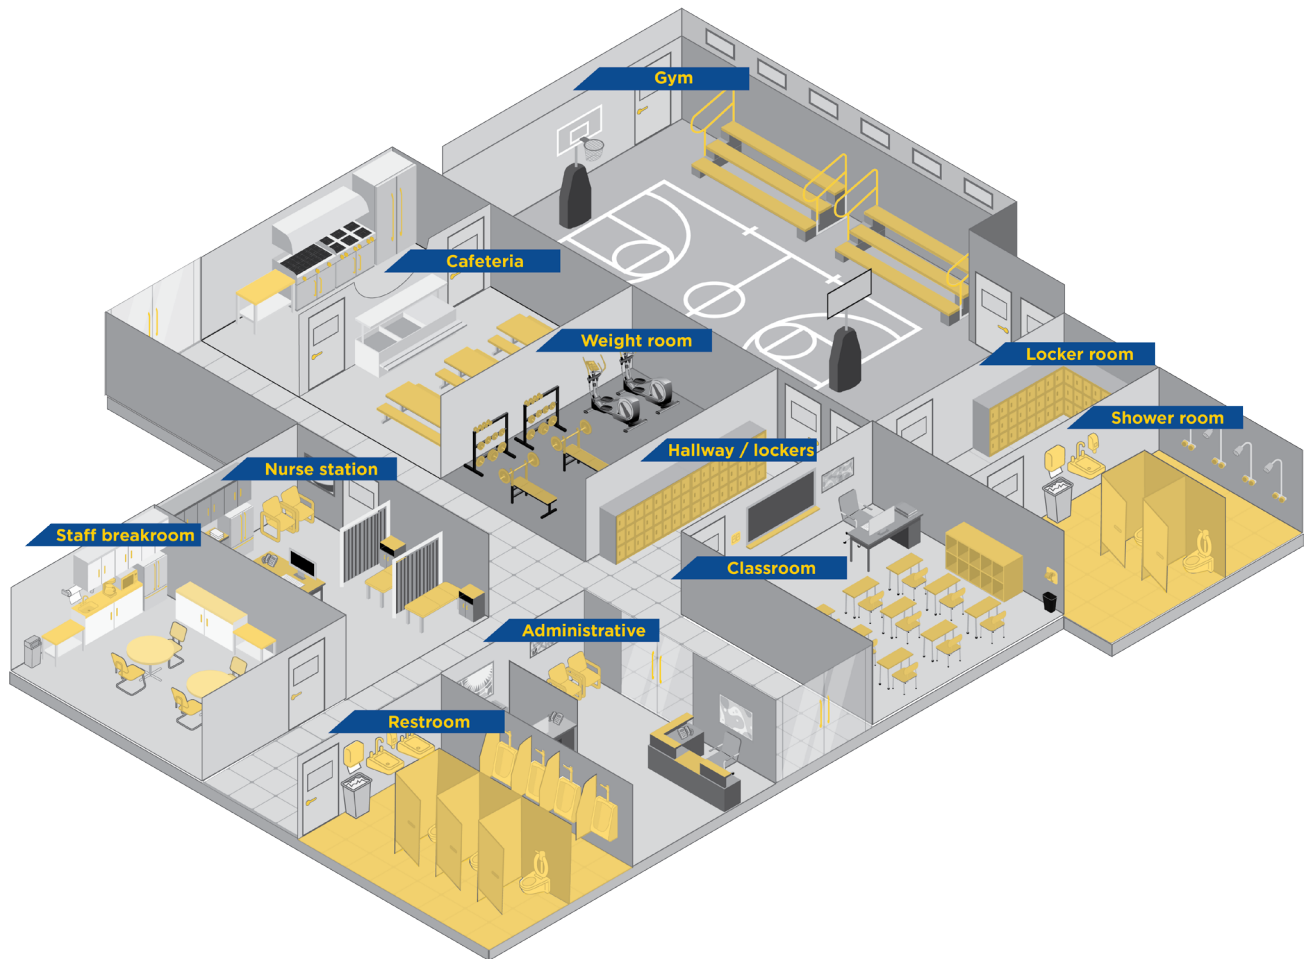 Gym
Cafeteria
Weight room
Locker room
Shower room
Hallway / lockers
Nurse station
Staff breakroom
Classroom
Administrative
Restroom